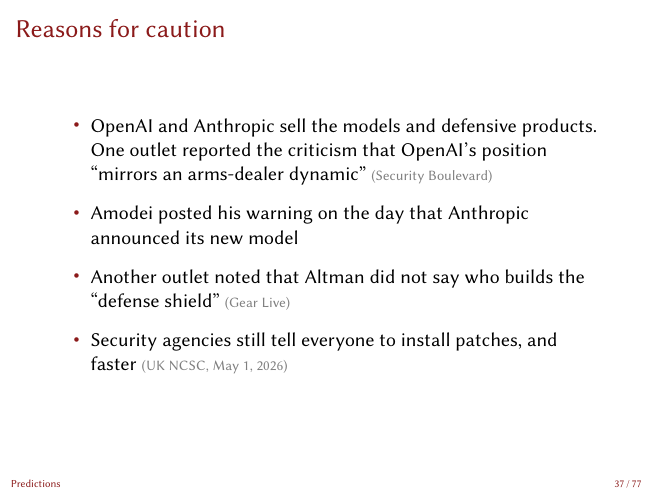 Reasons for caution
• OpenAI and Anthropic sell the models and defensive products.
One outlet reported the criticism that OpenAI’s position
“mirrors an arms-dealer dynamic” (Security Boulevard)
• Amodei posted his warning on the day that Anthropic
announced its new model
• Another outlet noted that Altman did not say who builds the
“defense shield” (Gear Live)
• Security agencies still tell everyone to install patches, and
faster (UK NCSC, May 1, 2026)
Predictions
37 / 77